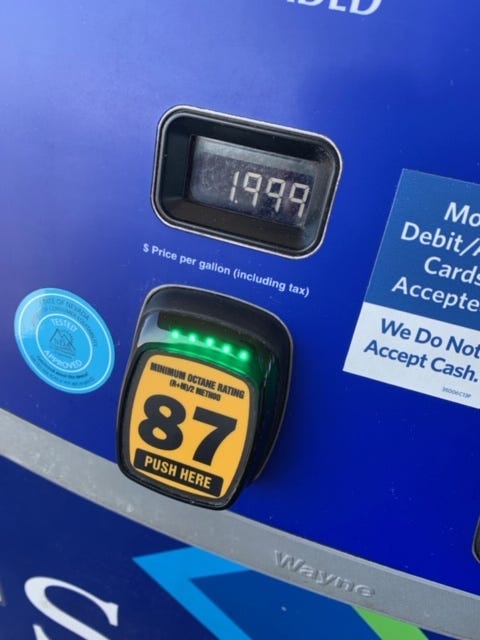 1.999
$ Price per gallon (including tax)
TESTED
APPROVED
MINIMUM OCTANE RATING
(R+M)/2 METHOD
87
PUSH HERE
Mo
Debit/
Cards
Accepte
We Do Not
Accept Cash.
Wayne
S